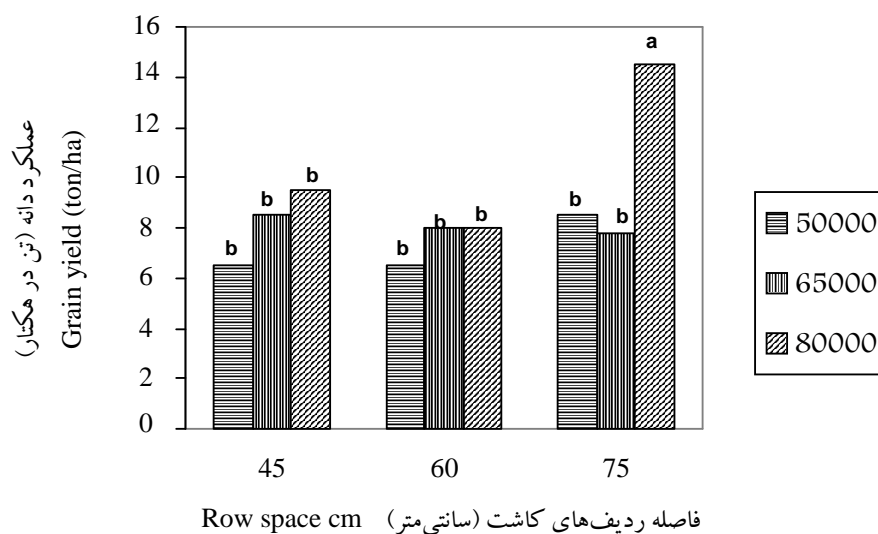 عملکرد دانه (تن در هکتار)
Grain yield (ton/ha)
16
14
12
10
8
6
4
2
0
b
b
b
b
b
b
b
b
a
45
60
75
Row space cm فاصله ردیف‌های کاشت (سانتی‌متر)
50000
65000
80000